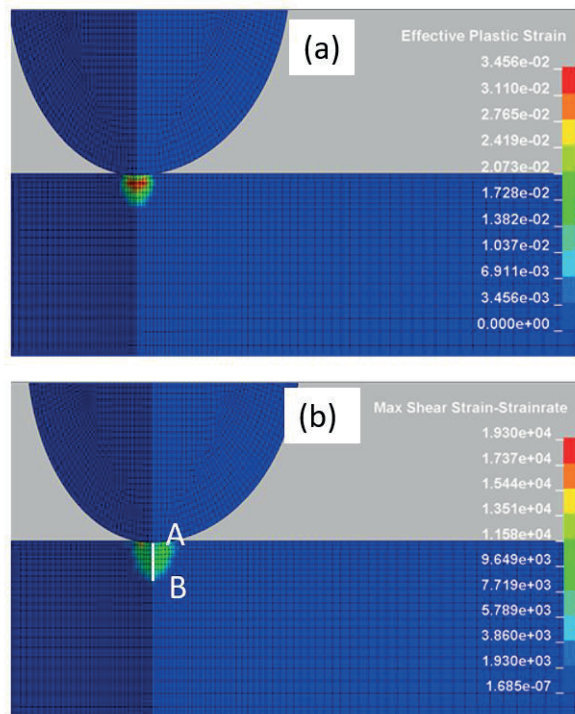 (a)
Effective Plastic Strain
3.456e-02
3.110e-02
2.765e-02
2.419e-02
2.073e-02
1.728e-02
1.382e-02
1.037e-02
6.911e-03
3.456e-03
0.000e+00
(b)
Max Shear Strain-Strainrate
1.930e+04
1.737e+04
1.544e+04
1.351e+04
1.158e+04
9.649e+03
7.719e+03
5.789e+03
3.860e+03
1.930e+03
1.685e-07
A
B